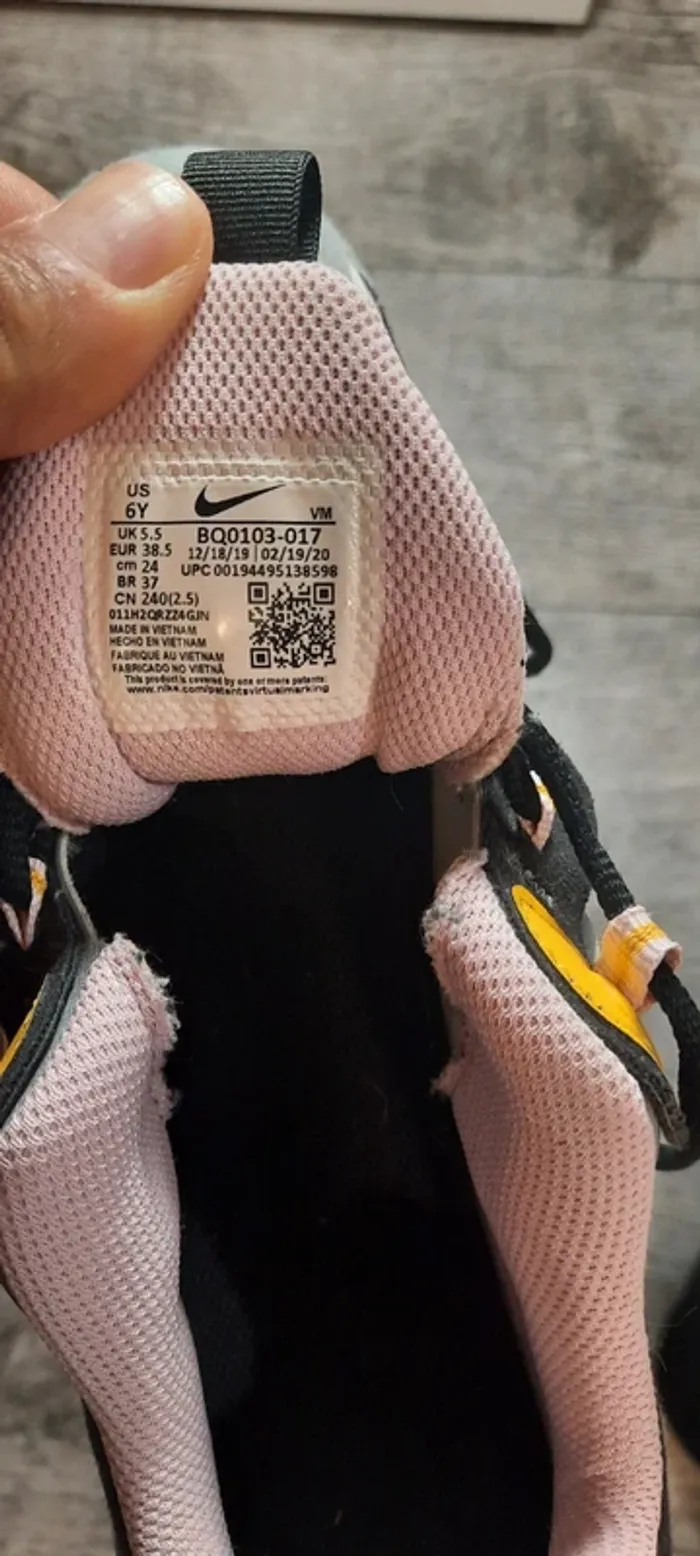 US
6Y
VM
UK 5.5
BQ0103-017
EUR 38.5
12/18/19 | 02/19/20
cm 24
UPC 00194495138598
BR 37
CN 240(2.5)
011H2QRZZ4GJN
MADE IN VIETNAM
HECHO EN VIETNAM
FABRIQUE AU VIETNAM
FABRICADO NO VIETNÃ
This product is covered by one or more patents:
www.nike.com/patentsvirtualmarking